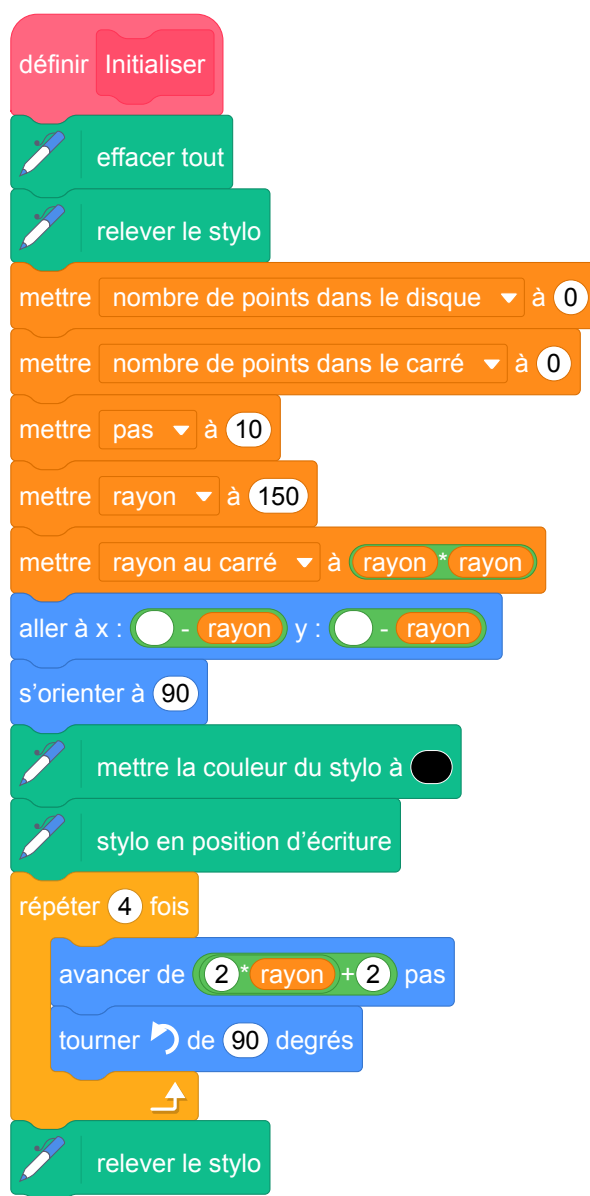 définir Initialiser
effacer tout
relever le stylo
mettre nombre de points dans le disque à 0
mettre nombre de points dans le carré à 0
mettre pas à 10
mettre rayon à 150
mettre rayon au carré à rayon * rayon
aller à x : - rayon y : - rayon
s’orienter à 90
mettre la couleur du stylo à
stylo en position d’écriture
répéter 4 fois
avancer de 2 * rayon + 2 pas
tourner de 90 degrés
relever le stylo